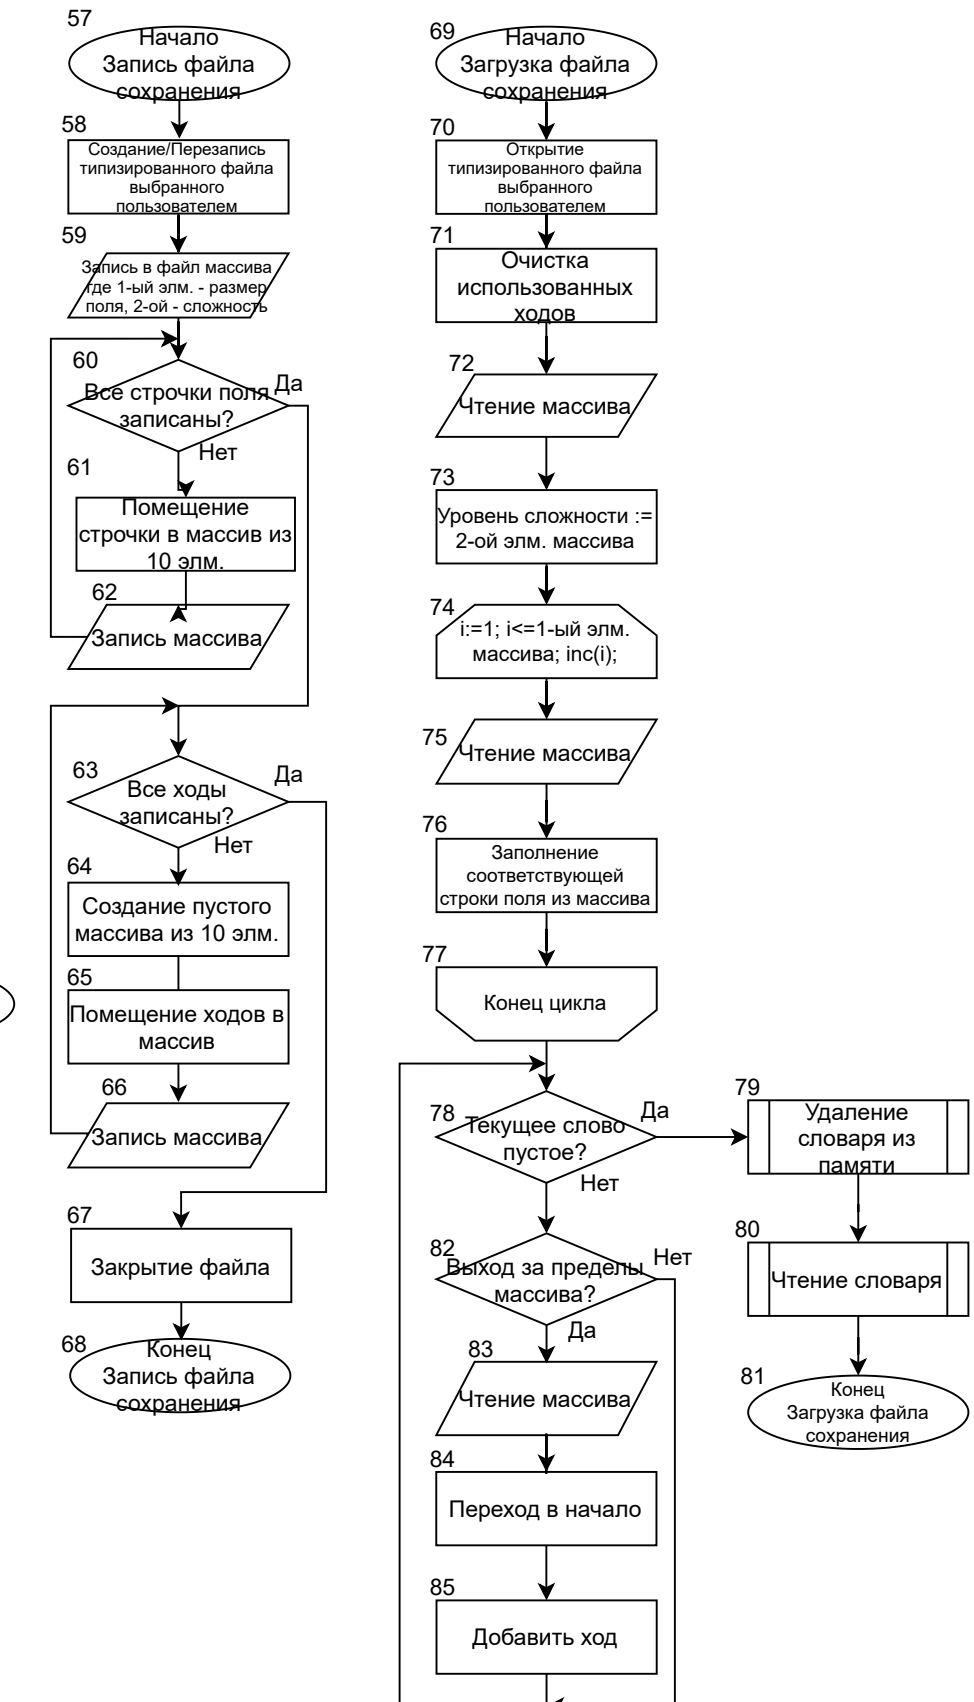 57
Начало
Запись файла
сохранения
58
Создание/Перезапись
типизированного файла
выбранного
пользователем
59
Запись в файл массива
где 1-ый элм. - размер
поля, 2-ой - сложность
60
Все строчки поля
записаны?
Да
Нет
61
Помещение
строчки в массив из
10 элм.
62
Запись массива
63
Все ходы
записаны?
Да
Нет
64
Создание пустого
массива из 10 элм.
65
Помещение ходов в
массив
66
Запись массива
67
Закрытие файла
68
Конец
Запись файла
сохранения
69
Начало
Загрузка файла
сохранения
70
Открытие
типизированного файла
выбранного
пользователем
71
Очистка
использованных
ходов
72
Чтение массива
73
Уровень сложности :=
2-ой элм. массива
74
i:=1; i<=1-ый элм.
массива; inc(i);
75
Чтение массива
76
Заполнение
соответствующей
строки поля из массива
77
Конец цикла
78
Текущее слово
пустое?
Да
Нет
79
Удаление
словаря из
памяти
80
Чтение словаря
81
Конец
Загрузка файла
сохранения
82
Выход за пределы
массива?
Нет
Да
83
Чтение массива
84
Переход в начало
85
Добавить ход